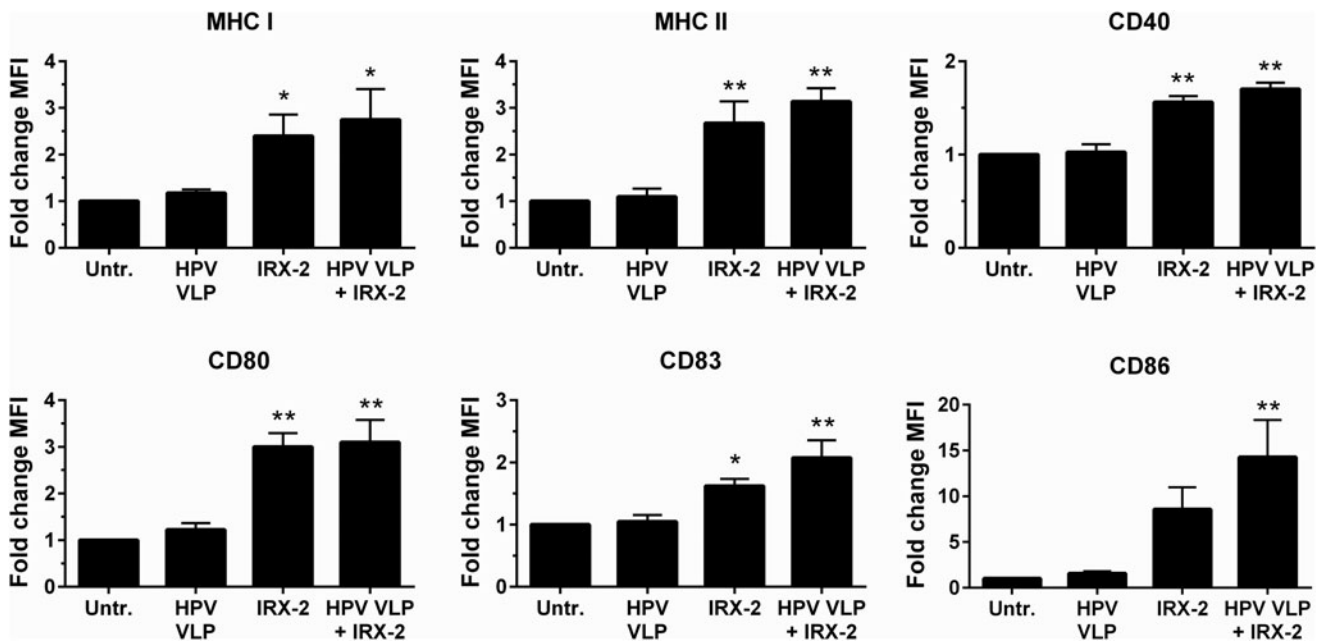 MHC I
Fold change MFI
4
3
2
1
0
*
*
Untr.
HPV
VLP
IRX-2
HPV VLP
+ IRX-2
MHC II
Fold change MFI
4
3
2
1
0
**
**
Untr.
HPV
VLP
IRX-2
HPV VLP
+ IRX-2
CD40
Fold change MFI
2
1
0
**
**
Untr.
HPV
VLP
IRX-2
HPV VLP
+ IRX-2
CD80
Fold change MFI
4
3
2
1
0
**
**
Untr.
HPV
VLP
IRX-2
HPV VLP
+ IRX-2
CD83
Fold change MFI
3
2
1
0
*
**
Untr.
HPV
VLP
IRX-2
HPV VLP
+ IRX-2
CD86
Fold change MFI
20
15
10
5
0
**
Untr.
HPV
VLP
IRX-2
HPV VLP
+ IRX-2